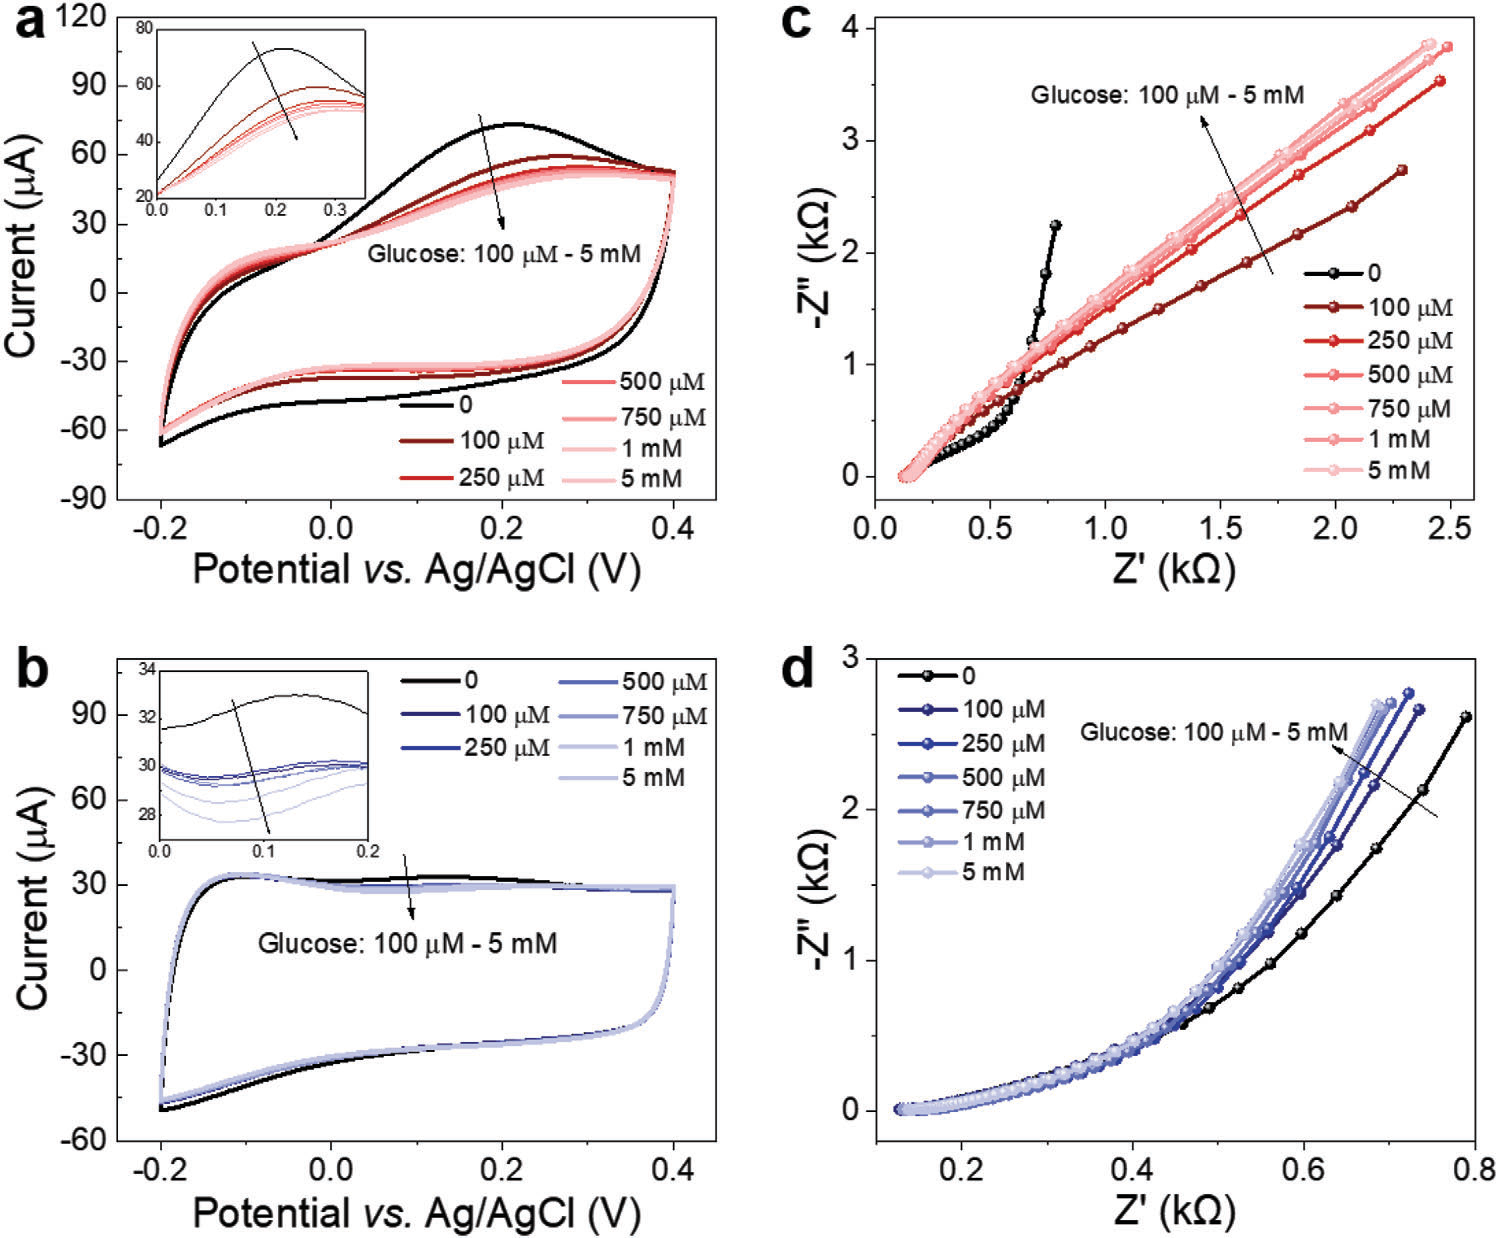 a
120
90
60
30
0
-30
-60
-90
Current (μA)
80
60
40
20
0.0 0.1 0.2 0.3
Glucose: 100 μM - 5 mM
0
100 μM
250 μM
500 μM
750 μM
1 mM
5 mM
-0.2 0.0 0.2 0.4
Potential vs. Ag/AgCl (V)
c
4
3
2
1
0
-Z" (kΩ)
Glucose: 100 μM - 5 mM
0
100 μM
250 μM
500 μM
750 μM
1 mM
5 mM
0.0 0.5 1.0 1.5 2.0 2.5
Z' (kΩ)
b
90
60
30
0
-30
-60
Current (μA)
34
32
30
28
0.0 0.1 0.2
0
100 μM
250 μM
500 μM
750 μM
1 mM
5 mM
Glucose: 100 μM - 5 mM
-0.2 0.0 0.2 0.4
Potential vs. Ag/AgCl (V)
d
3
2
1
0
-Z" (kΩ)
0
100 μM
250 μM
500 μM
750 μM
1 mM
5 mM
Glucose: 100 μM - 5 mM
0.2 0.4 0.6 0.8
Z' (kΩ)